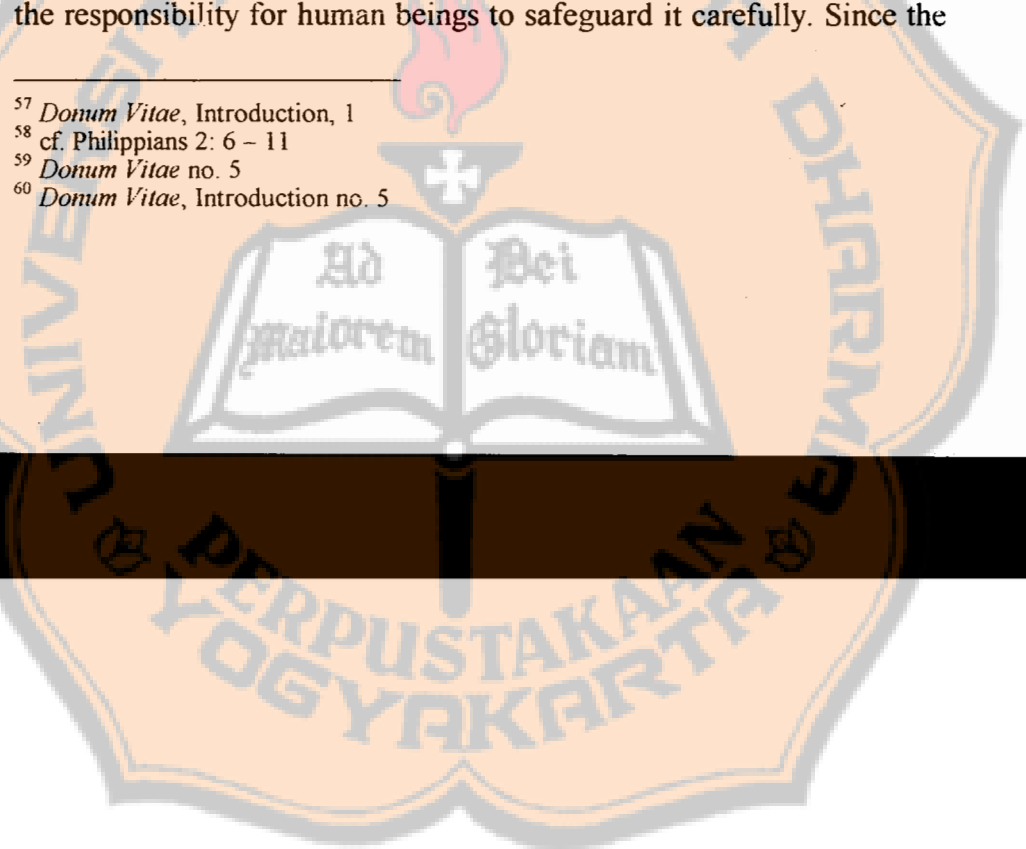 the responsibility for human beings to safeguard it carefully. Since the
57 Donum Vitae, Introduction, 1
58 cf. Philippians 2: 6 – 11
59 Donum Vitae no. 5
60 Donum Vitae, Introduction no. 5
Ad Dei
maiorem Gloriam
DHARMA
PERPUSTAKAAN
YOGYAKARTA